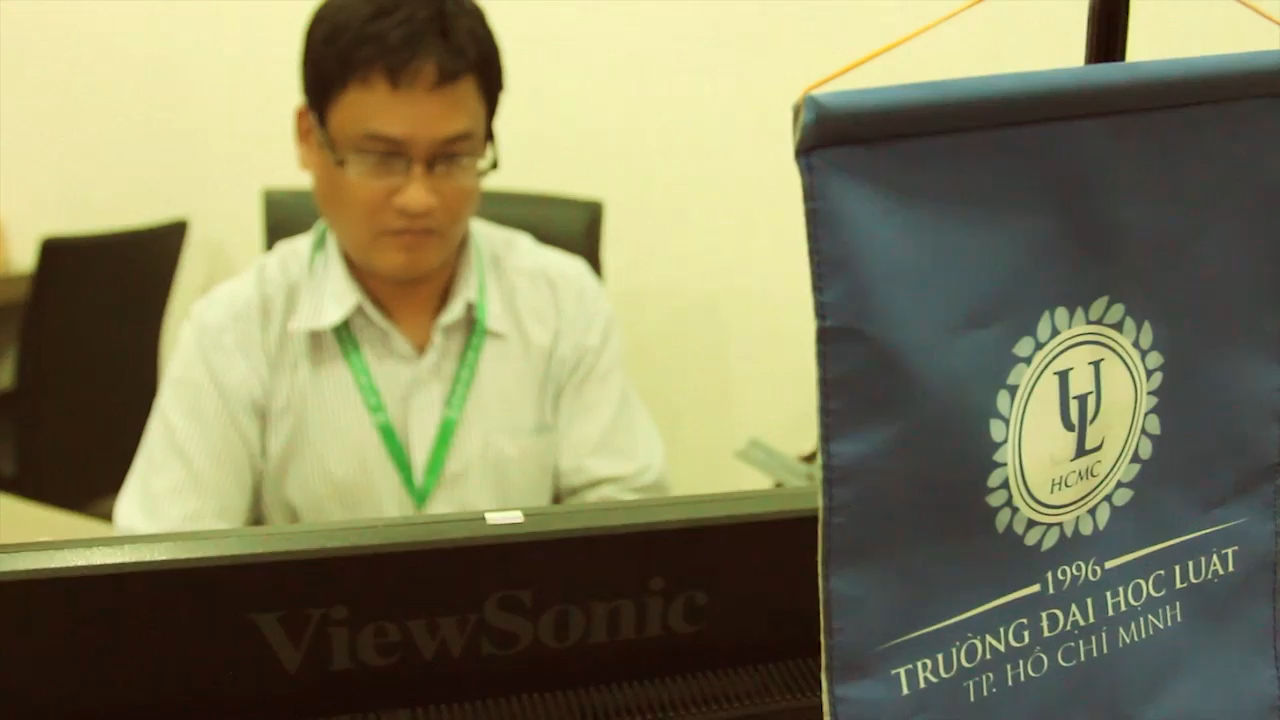 ViewSonic
UL
HCMC
1996
TRƯỜNG ĐẠI HỌC LUẬT
TP. HỒ CHÍ MINH